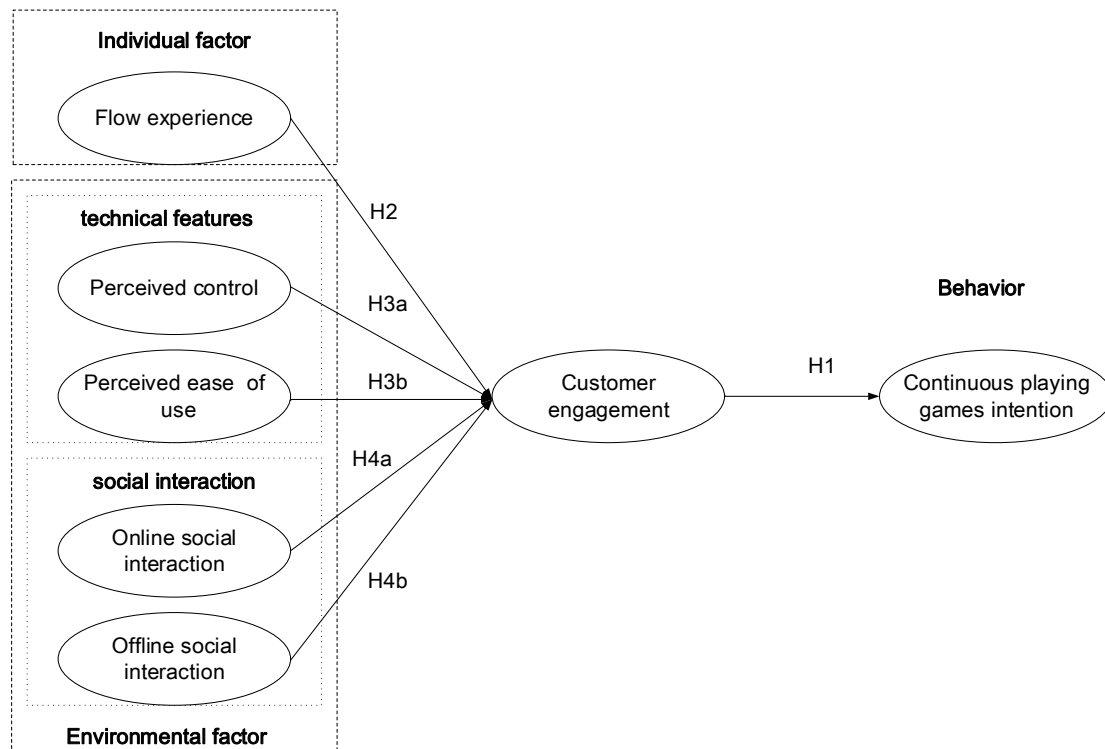 Individual factor
Flow experience
H2
technical features
Perceived control
H3a
Perceived ease of
use
H3b
social interaction
H4a
Online social
interaction
H4b
Offline social
interaction
Environmental factor
Customer
engagement
H1
Behavior
Continuous playing
games intention